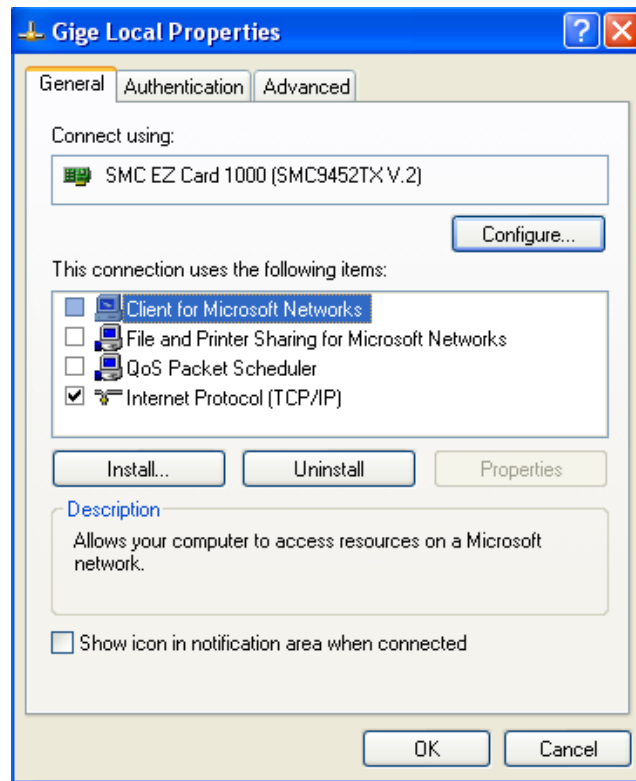 Gige Local Properties
General Authentication Advanced
Connect using:
SMC EZ Card 1000 (SMC9452TX V.2)
Configure...
This connection uses the following items:
Client for Microsoft Networks
File and Printer Sharing for Microsoft Networks
QoS Packet Scheduler
Internet Protocol (TCP/IP)
Install... Uninstall Properties
Description
Allows your computer to access resources on a Microsoft
network.
Show icon in notification area when connected
OK Cancel